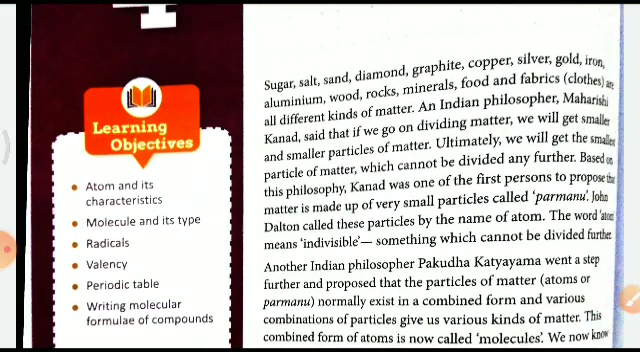 Learning
Objectives
Atom and its
characteristics
Molecule and its type
Radicals
Valency
Periodic table
Writing molecular
formulae of compounds
Sugar, salt, sand, diamond, graphite, copper, silver, gold, iron,
aluminium, wood, rocks, minerals, food and fabrics (clothes) are
all different kinds of matter. An Indian philosopher, Maharishi
Kanad, said that if we go on dividing matter, we will get smaller
and smaller particles of matter. Ultimately, we will get the smallest
particle of matter, which cannot be divided any further. Based on
this philosophy, Kanad was one of the first persons to propose that
matter is made up of very small particles called 'parmanu'. John
Dalton called these particles by the name of atom. The word 'atom'
means 'indivisible'— something which cannot be divided further.
Another Indian philosopher Pakudha Katyayama went a step
further and proposed that the particles of matter (atoms or
parmanu) normally exist in a combined form and various
combinations of particles give us various kinds of matter. This
combined form of atoms is now called 'molecules'. We now know